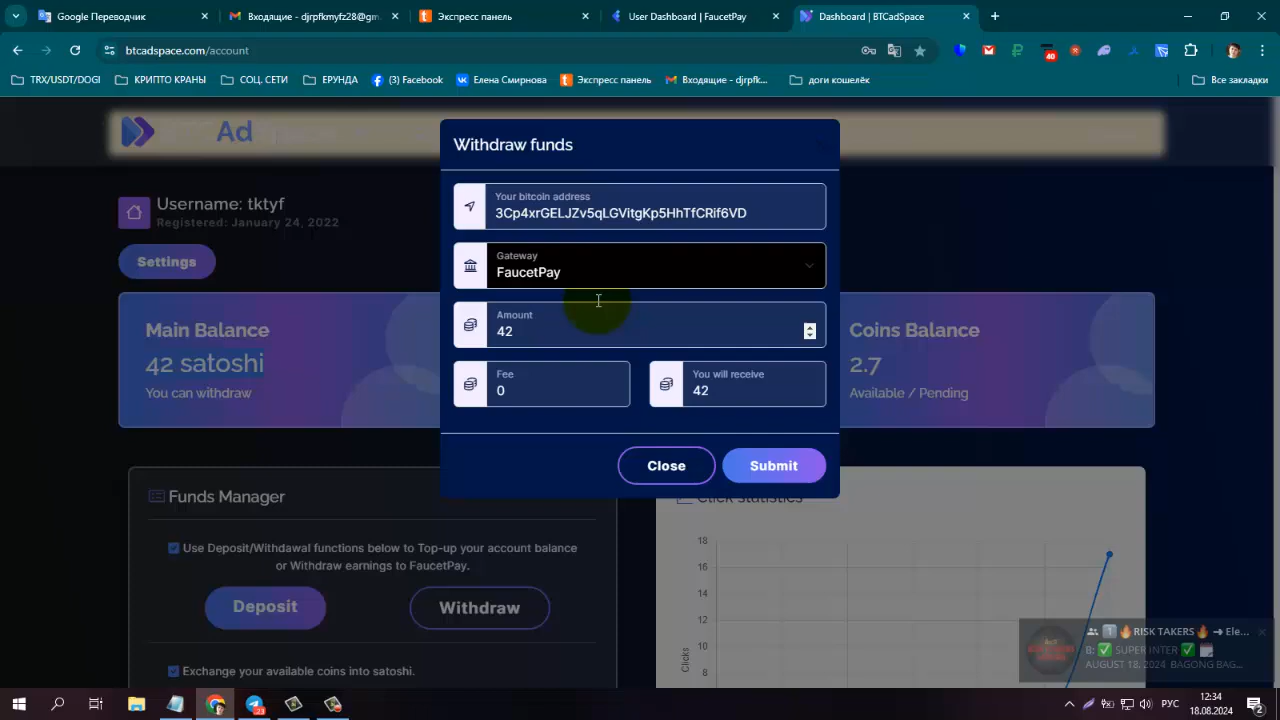 Google Переводчик
Входящие - djrpfkmyfz28@gm
Экспресс панель
User Dashboard | FaucetPay
Dashboard | BTCadSpace
btcadspace.com/account
40
TRX/USDT/DOGI
КРИПТО КРАНЫ
СОЦ. СЕТИ
ЕРУНДА
(3) Facebook
Елена Смирнова
Экспресс панель
Входящие - djrpfk...
доги кошелёк
Все закладки
Ad
Username: tktyf
Registered: January 24, 2022
Settings
Main Balance
42 satoshi
You can withdraw
Withdraw funds
Your bitcoin address
3Cp4xrGELJZv5qLGVitgKp5HhTfCRif6VD
Gateway
FaucetPay
Amount
42
Fee
0
You will receive
42
Close
Submit
Coins Balance
2.7
Available / Pending
Funds Manager
Use Deposit/Withdawal functions below to Top-up your account balance
or Withdraw earnings to FaucetPay.
Deposit
Withdraw
Exchange your available coins into satoshi.
Click statistics
18
16
14
12
10
8
Clicks
RISK TAKERS ➜ Ele...
В: ✅ SUPER INTER ✅
AUGUST 18, 2024 BAGONG BAG...
23
РУС
12:34
18.08.2024
2